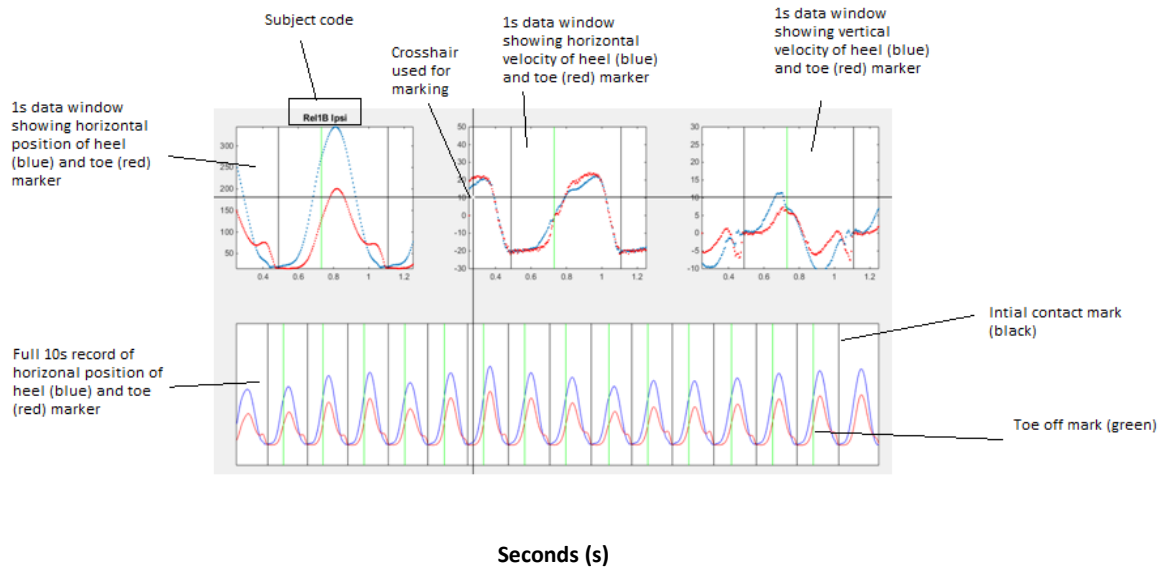 Subject code
1s data window
showing horizontal
velocity of heel (blue)
and toe (red) marker
1s data window
showing vertical
velocity of heel (blue)
and toe (red) marker
Crosshair
used for
marking
1s data window
showing horizontal
position of heel
(blue) and toe (red)
marker
Rel1B Ipsi
300
250
200
150
100
50
0.4 0.6 0.8 1 1.2
50
40
30
20
10
0
-10
-20
-30
0.4 0.6 0.8 1 1.2
30
25
20
15
10
5
0
-5
-10
0.4 0.6 0.8 1 1.2
Intial contact mark
(black)
Full 10s record of
horizonal position of
heel (blue) and toe
(red) marker
Toe off mark (green)
Seconds (s)